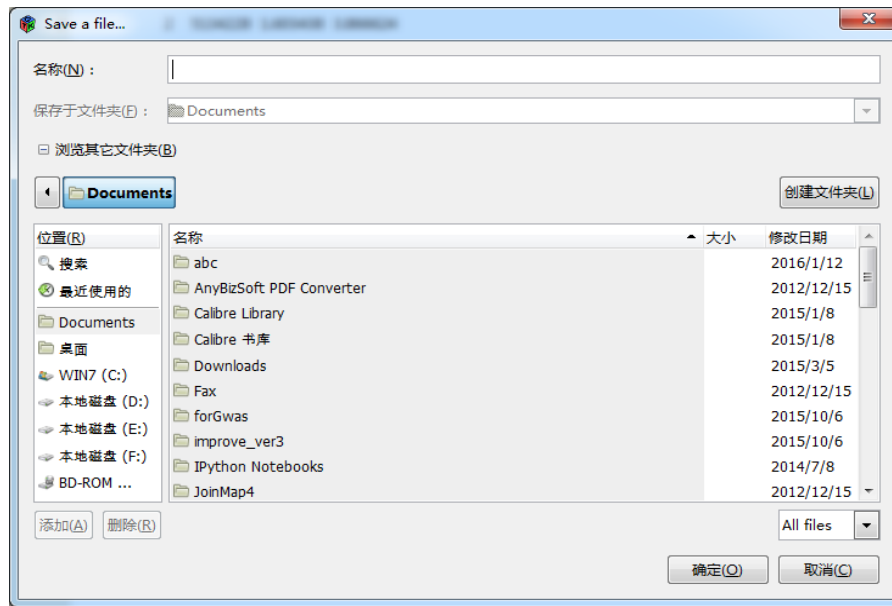 Save a file...
名称(N)：
保存于文件夹(F)： Documents
浏览其它文件夹(B)
Documents 创建文件夹(L)
位置(R) 名称 大小 修改日期
搜索 abc 2016/1/12
最近使用的 AnyBizSoft PDF Converter 2012/12/15
Calibre Library 2015/1/8
Documents Calibre 书库 2015/1/8
桌面 Downloads 2015/3/5
WIN7 (C:) Fax 2012/12/15
本地磁盘 (D:) forGwas 2015/10/6
本地磁盘 (E:) improve_ver3 2015/10/6
本地磁盘 (F:) IPython Notebooks 2014/7/8
BD-ROM ... JoinMap4 2012/12/15
添加(A) 删除(R) All files
确定(O) 取消(C)